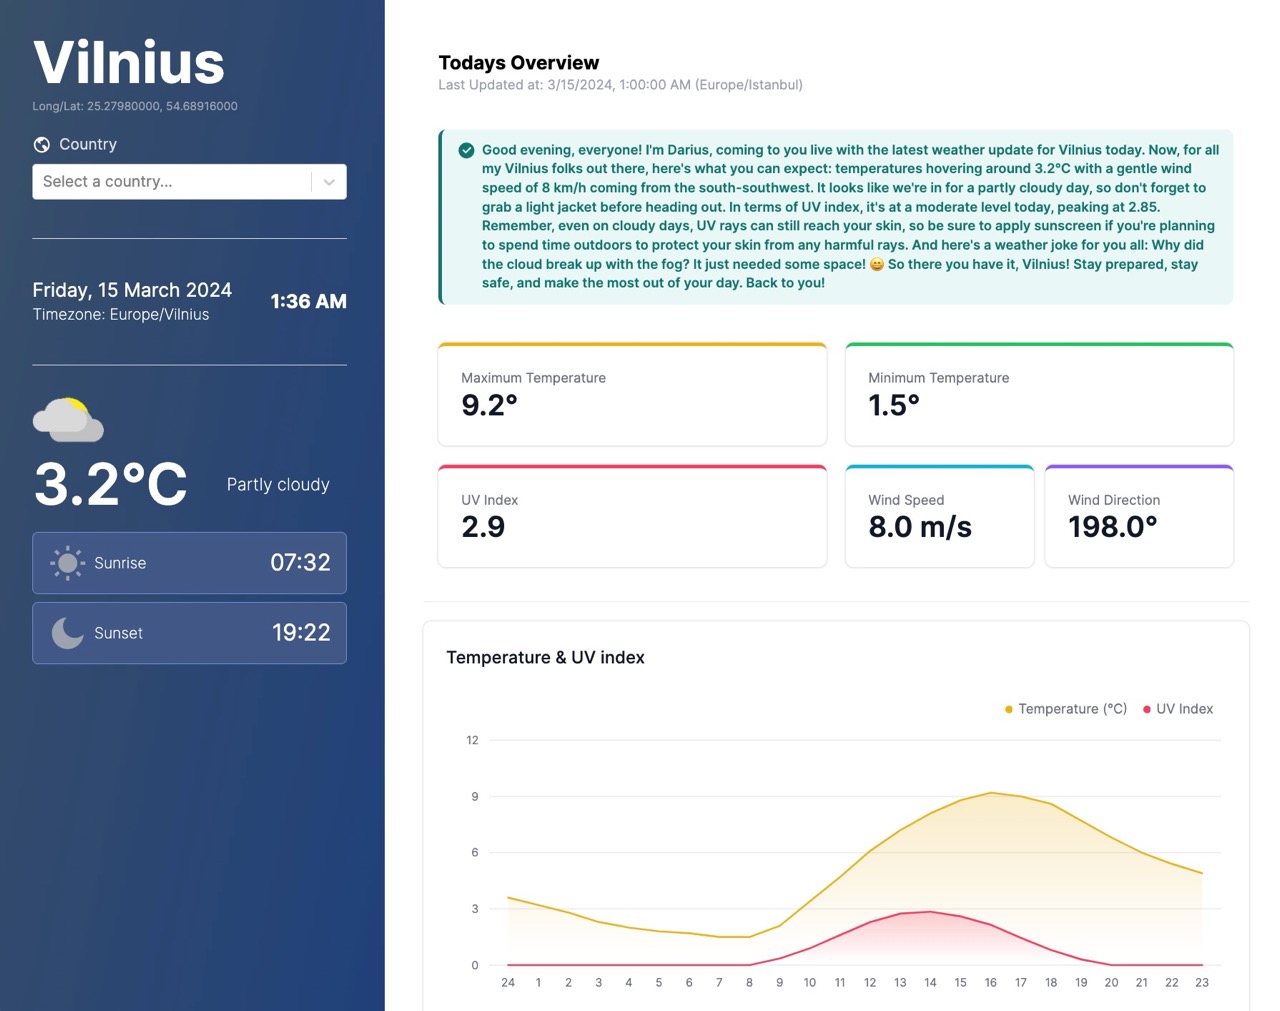 Vilnius
Long/Lat: 25.27980000, 54.68916000
Country
Select a country...
Friday, 15 March 2024
1:36 AM
Timezone: Europe/Vilnius
3.2°C
Partly cloudy
Sunrise
07:32
Sunset
19:22
Todays Overview
Last Updated at: 3/15/2024, 1:00:00 AM (Europe/Istanbul)
Good evening, everyone! I'm Darius, coming to you live with the latest weather update for Vilnius today. Now, for all
my Vilnius folks out there, here's what you can expect: temperatures hovering around 3.2°C with a gentle wind
speed of 8 km/h coming from the south-southwest. It looks like we're in for a partly cloudy day, so don't forget to
grab a light jacket before heading out. In terms of UV index, it's at a moderate level today, peaking at 2.85.
Remember, even on cloudy days, UV rays can still reach your skin, so be sure to apply sunscreen if you're planning
to spend time outdoors to protect your skin from any harmful rays. And here's a weather joke for you all: Why did
the cloud break up with the fog? It just needed some space! 😄 So there you have it, Vilnius! Stay prepared, stay
safe, and make the most out of your day. Back to you!
Maximum Temperature
9.2°
Minimum Temperature
1.5°
UV Index
2.9
Wind Speed
8.0 m/s
Wind Direction
198.0°
Temperature & UV index
Temperature (°C)
UV Index
12
9
6
3
0
24 1 2 3 4 5 6 7 8 9 10 11 12 13 14 15 16 17 18 19 20 21 22 23